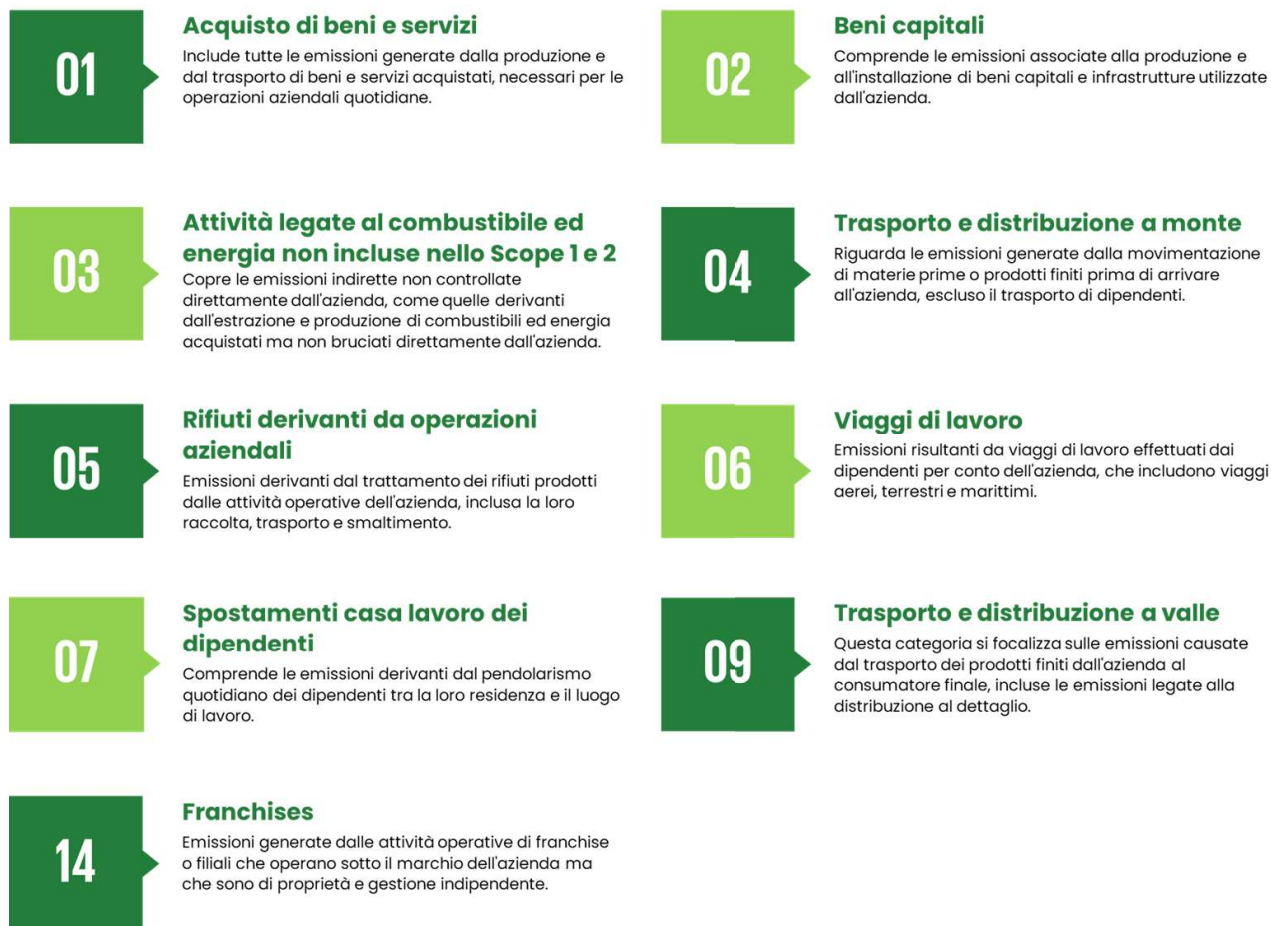 01
Acquisto di beni e servizi
Include tutte le emissioni generate dalla produzione e
dal trasporto di beni e servizi acquistati, necessari per le
operazioni aziendali quotidiane.
02
Beni capitali
Comprende le emissioni associate alla produzione e
all'installazione di beni capitali e infrastrutture utilizzate
dall'azienda.
03
Attività legate al combustibile ed
energia non incluse nello Scope 1 e 2
Copre le emissioni indirette non controllate
direttamente dall'azienda, come quelle derivanti
dall'estrazione e produzione di combustibili ed energia
acquistati ma non bruciati direttamente dall'azienda.
04
Trasporto e distribuzione a monte
Riguarda le emissioni generate dalla movimentazione
di materie prime o prodotti finiti prima di arrivare
all'azienda, escluso il trasporto di dipendenti.
05
Rifiuti derivanti da operazioni
aziendali
Emissioni derivanti dal trattamento dei rifiuti prodotti
dalle attività operative dell'azienda, inclusa la loro
raccolta, trasporto e smaltimento.
06
Viaggi di lavoro
Emissioni risultanti da viaggi di lavoro effettuati dai
dipendenti per conto dell'azienda, che includono viaggi
aerei, terrestri e marittimi.
07
Spostamenti casa lavoro dei
dipendenti
Comprende le emissioni derivanti dal pendolarismo
quotidiano dei dipendenti tra la loro residenza e il luogo
di lavoro.
09
Trasporto e distribuzione a valle
Questa categoria si focalizza sulle emissioni causate
dal trasporto dei prodotti finiti dall'azienda al
consumatore finale, incluse le emissioni legate alla
distribuzione al dettaglio.
14
Franchises
Emissioni generate dalle attività operative di franchise
o filiali che operano sotto il marchio dell'azienda ma
che sono di proprietà e gestione indipendente.